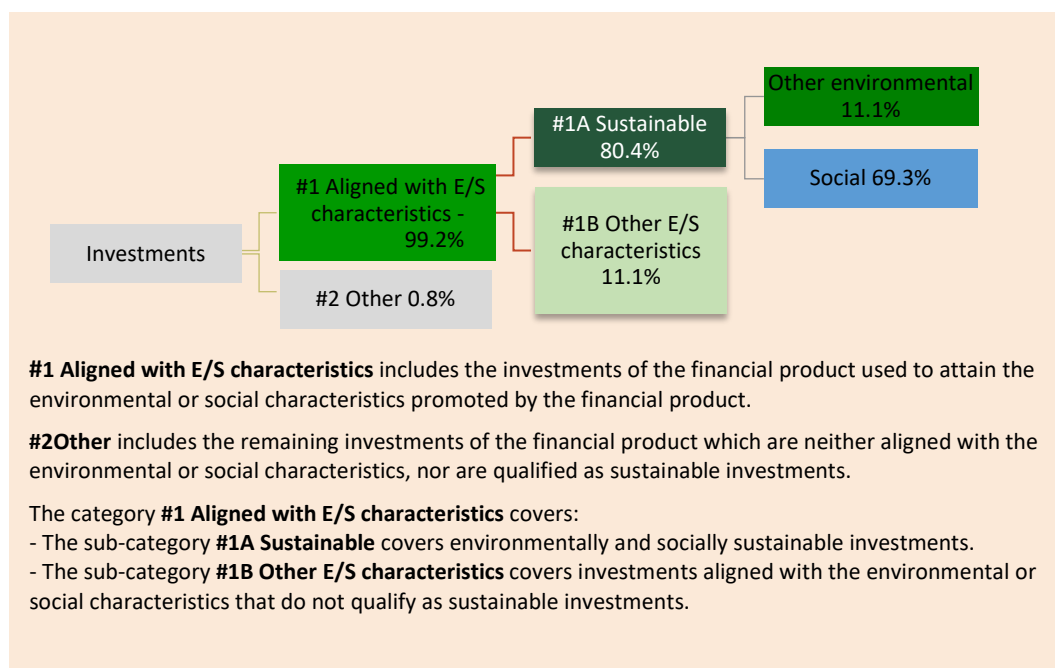 Other environmental
11.1%
#1A Sustainable
80.4%
Social 69.3%
#1 Aligned with E/S
characteristics -
99.2%
#1B Other E/S
characteristics
11.1%
Investments
#2 Other 0.8%
#1 Aligned with E/S characteristics includes the investments of the financial product used to attain the
environmental or social characteristics promoted by the financial product.
#2Other includes the remaining investments of the financial product which are neither aligned with the
environmental or social characteristics, nor are qualified as sustainable investments.
The category #1 Aligned with E/S characteristics covers:
- The sub-category #1A Sustainable covers environmentally and socially sustainable investments.
- The sub-category #1B Other E/S characteristics covers investments aligned with the environmental or
social characteristics that do not qualify as sustainable investments.